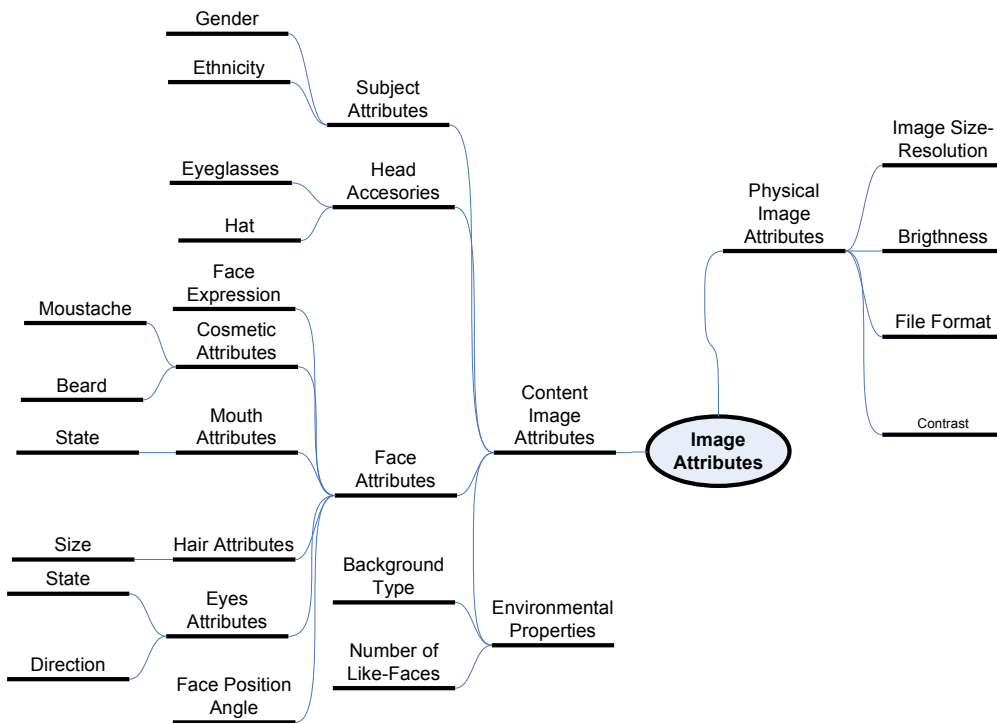 Gender
Ethnicity
Subject
Attributes
Eyeglasses
Hat
Head
Accesories
Face
Expression
Moustache
Beard
Cosmetic
Attributes
State
Mouth
Attributes
Size
Hair Attributes
State
Direction
Eyes
Attributes
Face Position
Angle
Face
Attributes
Background
Type
Number of
Like-Faces
Environmental
Properties
Content
Image
Attributes
Image
Attributes
Physical
Image
Attributes
Image Size-
Resolution
Brigthness
File Format
Contrast